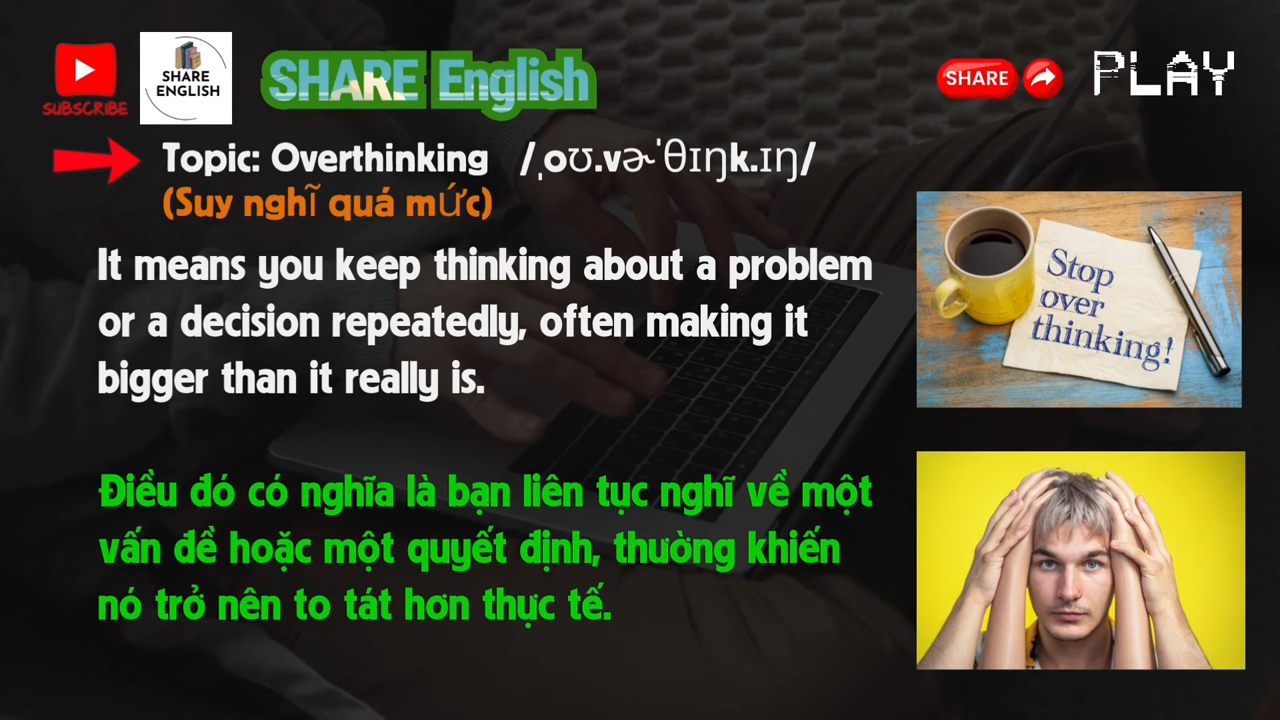 SUBSCRIBE
SHARE
ENGLISH
SHARE English
SHARE
PLAY
Topic: Overthinking /ˌoʊ.vɚˈθɪŋk.ɪŋ/
(Suy nghĩ quá mức)
It means you keep thinking about a problem
or a decision repeatedly, often making it
bigger than it really is.
Stop
over
thinking!
Điều đó có nghĩa là bạn liên tục nghĩ về một
vấn đề hoặc một quyết định, thường khiến
nó trở nên to tát hơn thực tế.